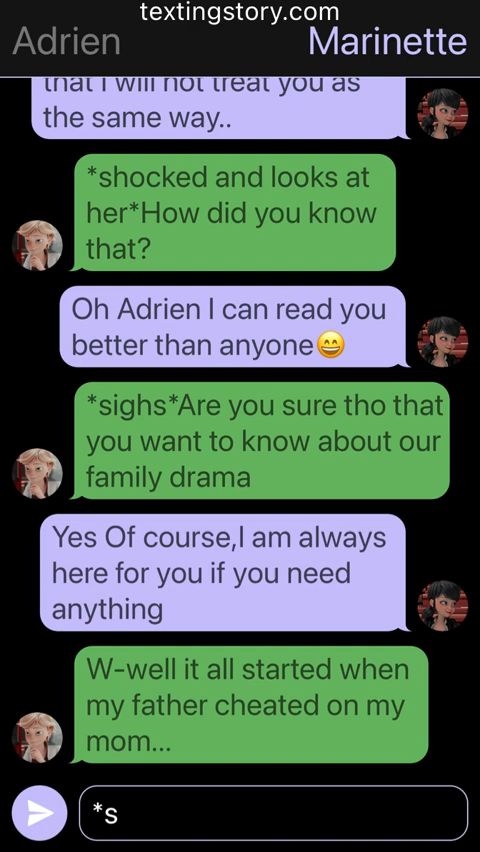 textingstory.com
Adrien Marinette
that I will not treat you as
the same way..
*shocked and looks at
her*How did you know
that?
Oh Adrien I can read you
better than anyone😄
*sighs*Are you sure tho that
you want to know about our
family drama
Yes Of course,I am always
here for you if you need
anything
W-well it all started when
my father cheated on my
mom...
*s